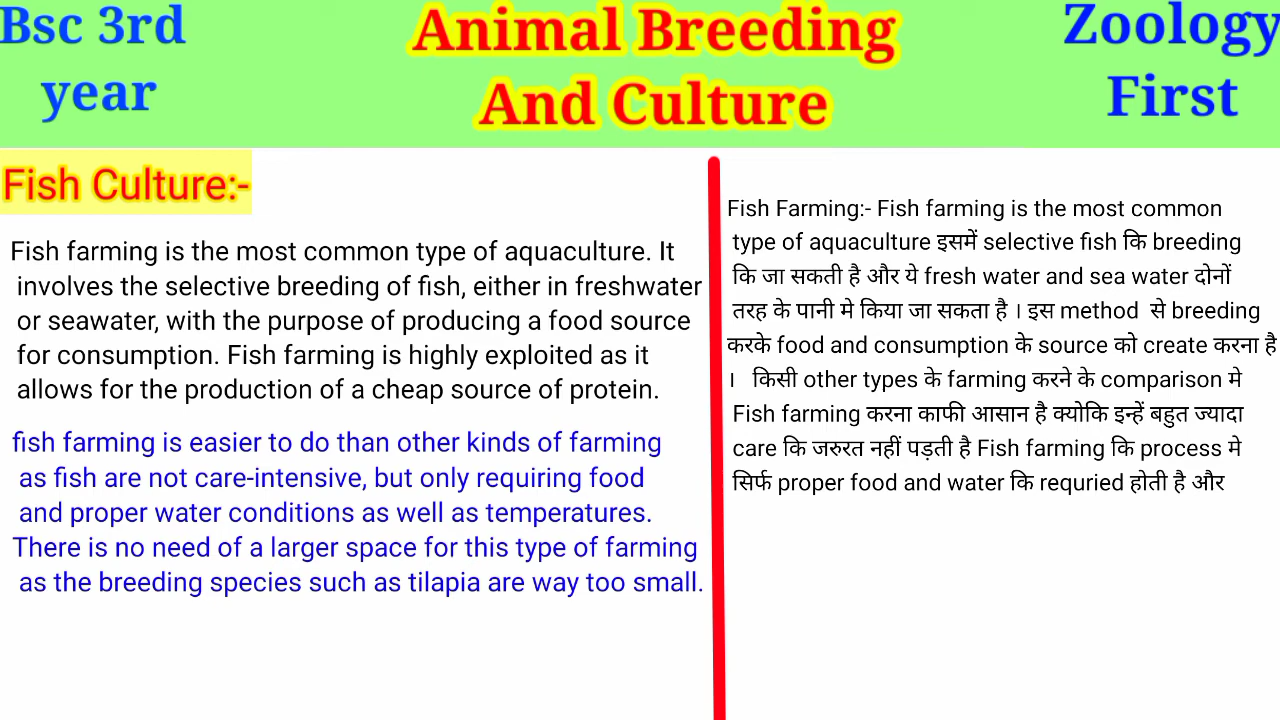 Bsc 3rd
year
Animal Breeding
And Culture
Zoology
First
Fish Culture:-
Fish farming is the most common type of aquaculture. It
involves the selective breeding of fish, either in freshwater
or seawater, with the purpose of producing a food source
for consumption. Fish farming is highly exploited as it
allows for the production of a cheap source of protein.
fish farming is easier to do than other kinds of farming
as fish are not care-intensive, but only requiring food
and proper water conditions as well as temperatures.
There is no need of a larger space for this type of farming
as the breeding species such as tilapia are way too small.
Fish Farming:- Fish farming is the most common
type of aquaculture इसमें selective fish कि breeding
कि जा सकती है और ये fresh water and sea water दोनों
तरह के पानी मे किया जा सकता है । इस method से breeding
करके food and consumption के source को create करना है
। किसी other types के farming करने के comparison मे
Fish farming करना काफी आसान है क्योकि इन्हें बहुत ज्यादा
care कि जरुरत नहीं पड़ती है Fish farming कि process मे
सिर्फ proper food and water कि requried होती है और